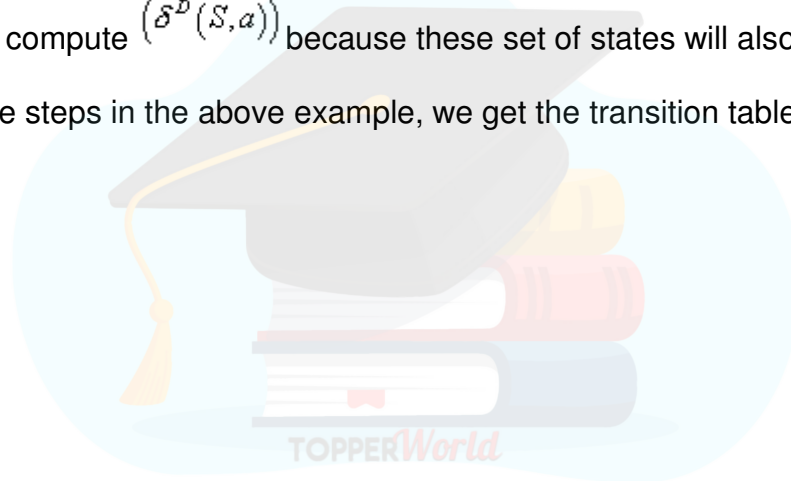 compute (δᴰ(S,a)) because these set of states will also
e steps in the above example, we get the transition table
TOPPERWorld